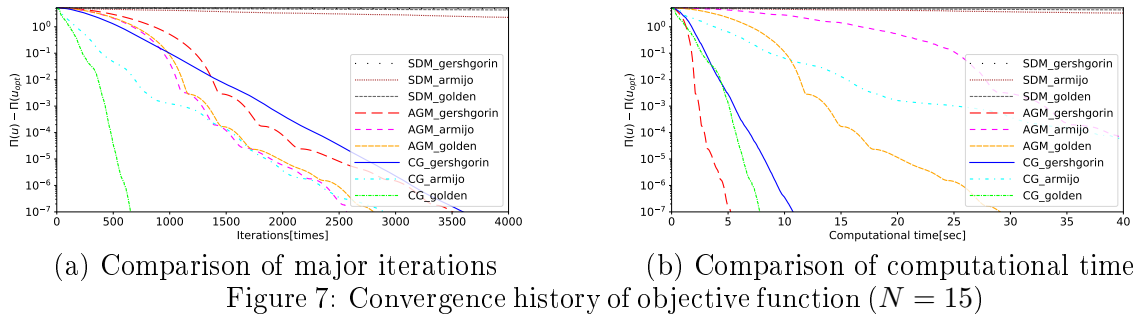 10⁰
10⁻¹
10⁻²
10⁻³
10⁻⁴
10⁻⁵
10⁻⁶
10⁻⁷
Π(u) − Π(u_opt)
SDM_gershgorin
SDM_armijo
SDM_golden
AGM_gershgorin
AGM_armijo
AGM_golden
CG_gershgorin
CG_armijo
CG_golden
0 500 1000 1500 2000 2500 3000 3500 4000
Iterations[times]
(a) Comparison of major iterations
10⁰
10⁻¹
10⁻²
10⁻³
10⁻⁴
10⁻⁵
10⁻⁶
10⁻⁷
Π(u) − Π(u_opt)
SDM_gershgorin
SDM_armijo
SDM_golden
AGM_gershgorin
AGM_armijo
AGM_golden
CG_gershgorin
CG_armijo
CG_golden
0 5 10 15 20 25 30 35 40
Computational time[sec]
(b) Comparison of computational time
Figure 7: Convergence history of objective function (N = 15)